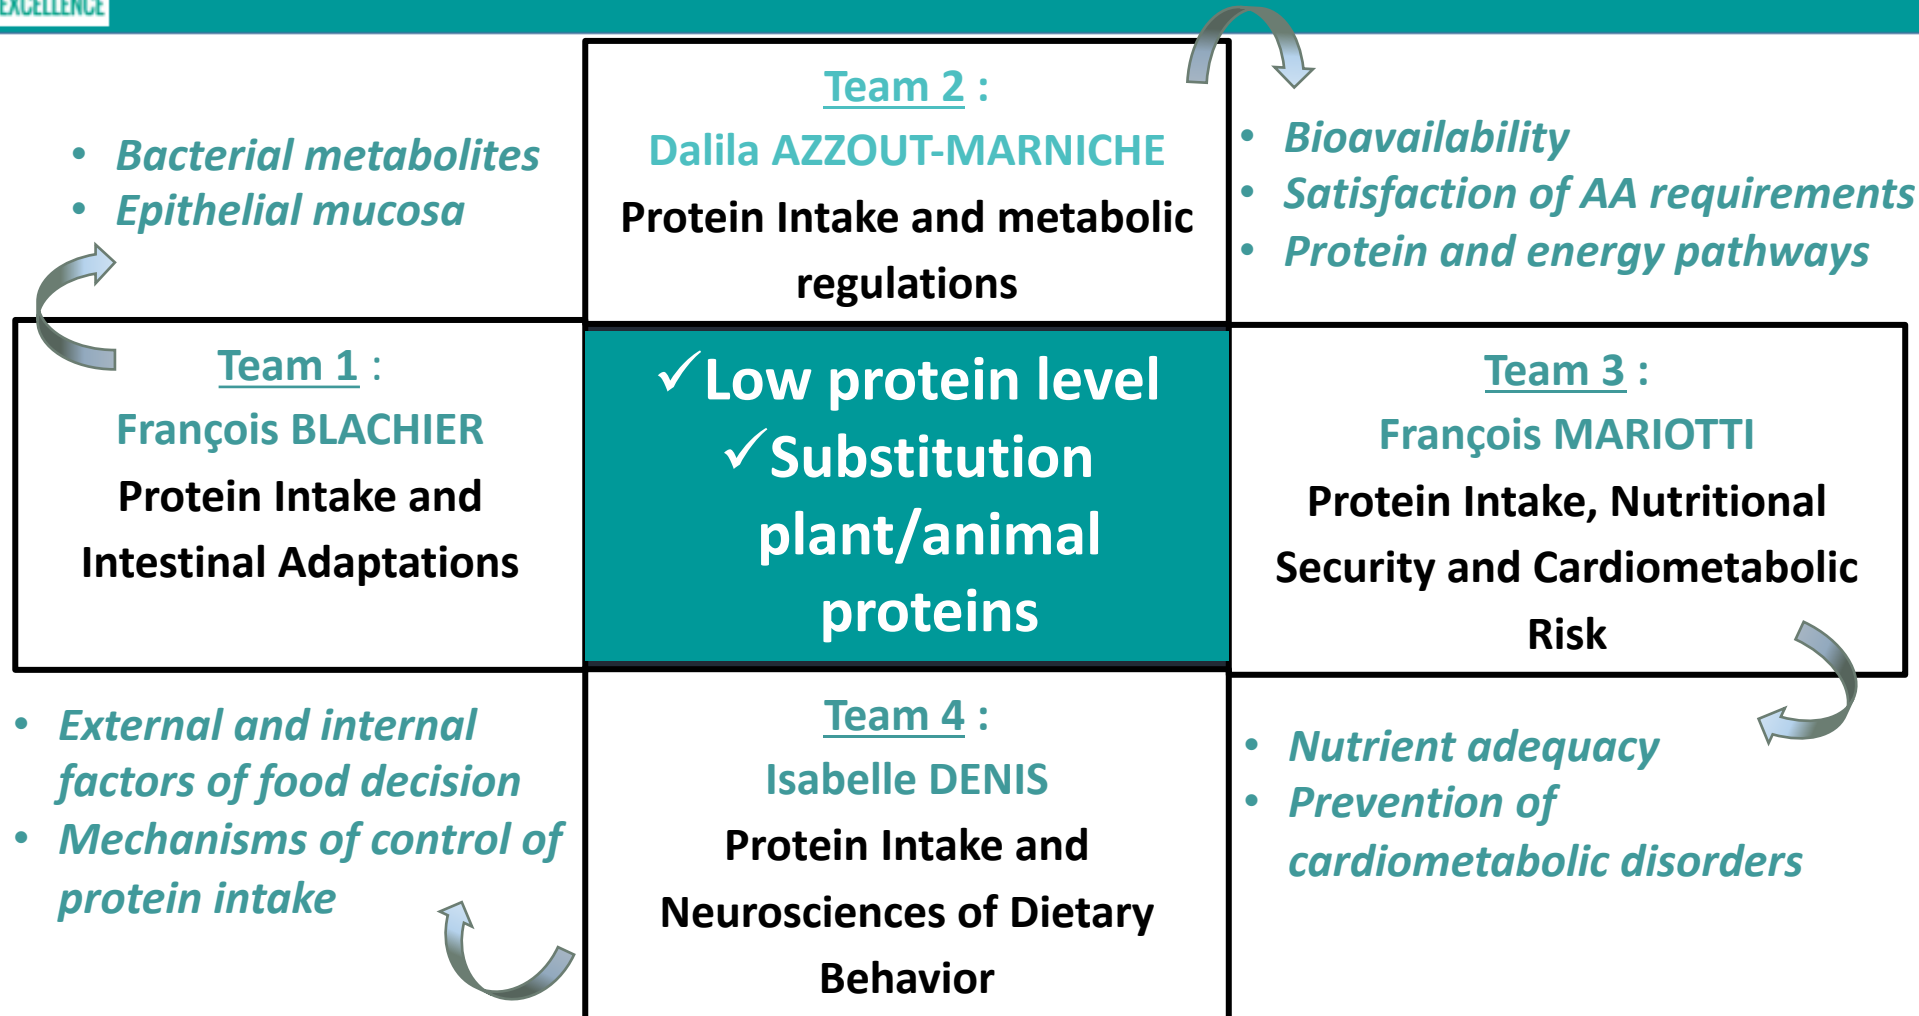 EXCELLENCE
Team 2 :
Dalila AZZOUT-MARNICHE
Protein Intake and metabolic
regulations
• Bacterial metabolites
• Epithelial mucosa
• Bioavailability
• Satisfaction of AA requirements
• Protein and energy pathways
Team 1 :
François BLACHIER
Protein Intake and
Intestinal Adaptations
✓Low protein level
✓Substitution
plant/animal
proteins
Team 3 :
François MARIOTTI
Protein Intake, Nutritional
Security and Cardiometabolic
Risk
• External and internal
factors of food decision
• Mechanisms of control of
protein intake
Team 4 :
Isabelle DENIS
Protein Intake and
Neurosciences of Dietary
Behavior
• Nutrient adequacy
• Prevention of
cardiometabolic disorders